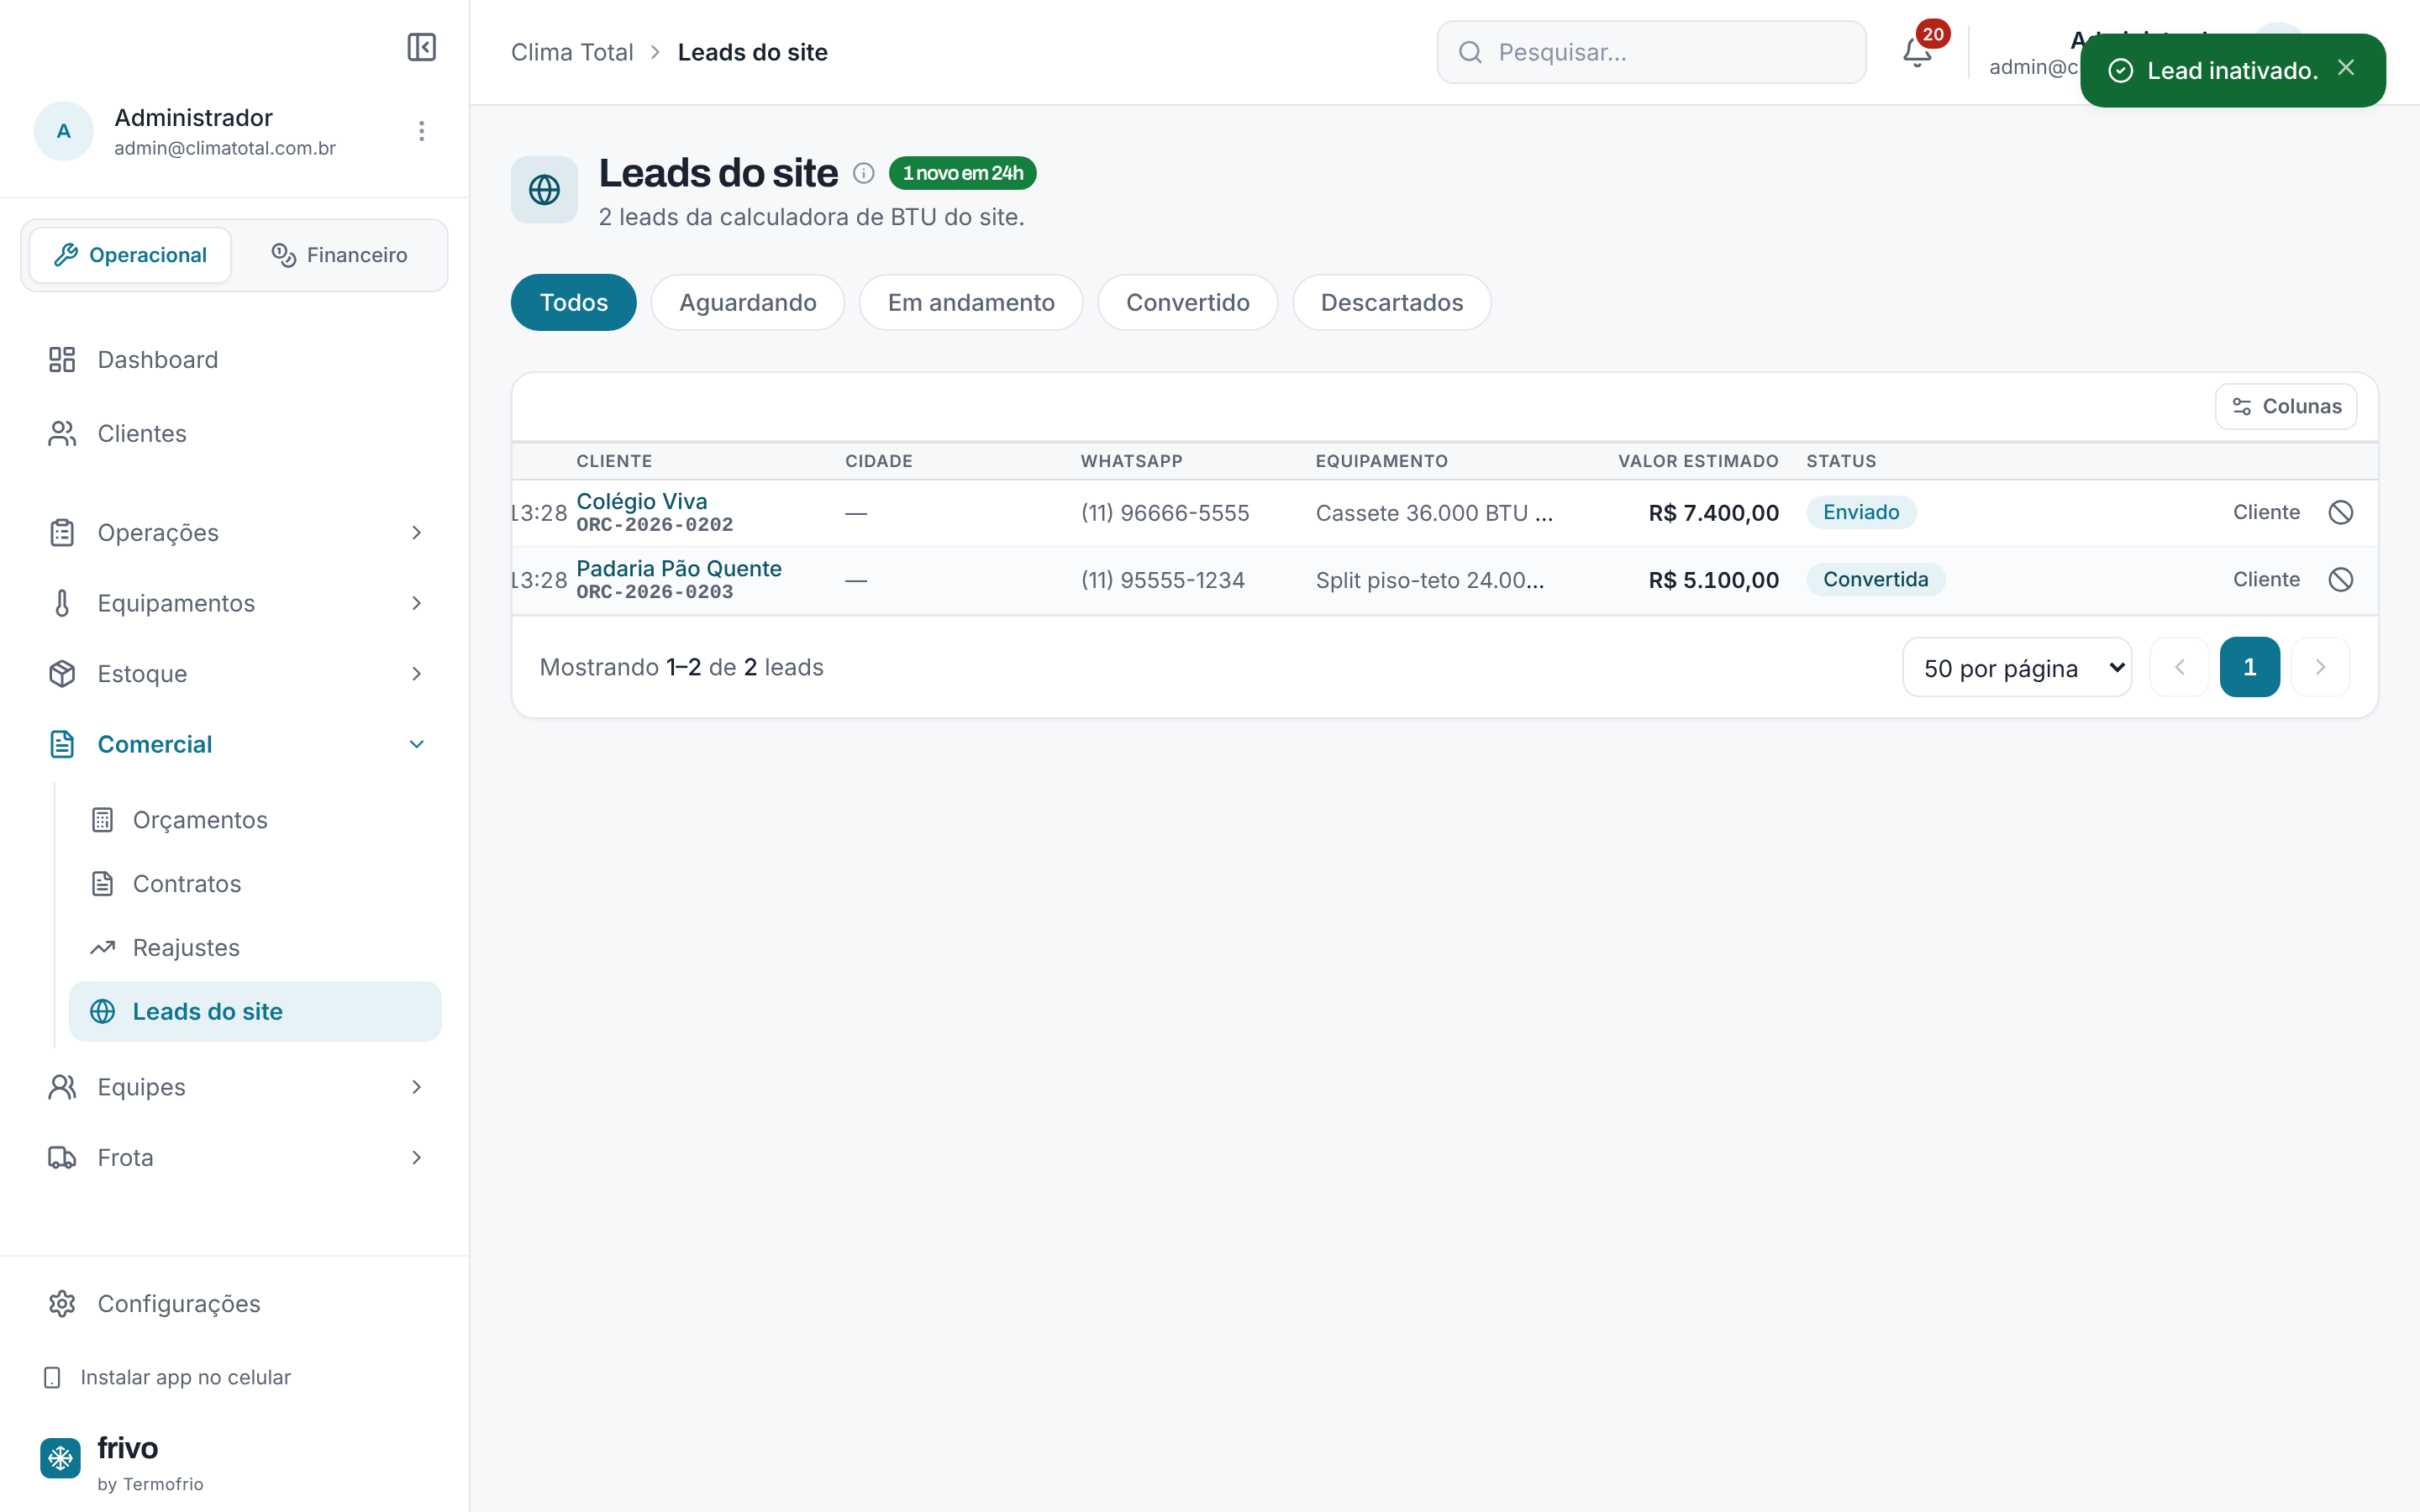 Clima Total > Leads do site
Pesquisar...
20
admin@c
Lead inativado.
A
Administrador
admin@climatotal.com.br
Operacional
Financeiro
Dashboard
Clientes
Operações
Equipamentos
Estoque
Comercial
Orçamentos
Contratos
Reajustes
Leads do site
Equipes
Frota
Configurações
Instalar app no celular
frivo
by Termofrio
Leads do site
1 novo em 24h
2 leads da calculadora de BTU do site.
Todos
Aguardando
Em andamento
Convertido
Descartados
Colunas
CLIENTE CIDADE WHATSAPP EQUIPAMENTO VALOR ESTIMADO STATUS
13:28 Colégio Viva — (11) 96666-5555 Cassete 36.000 BTU ... R$ 7.400,00 Enviado Cliente
ORC-2026-0202
13:28 Padaria Pão Quente — (11) 95555-1234 Split piso-teto 24.00... R$ 5.100,00 Convertida Cliente
ORC-2026-0203
Mostrando 1–2 de 2 leads
50 por página
1